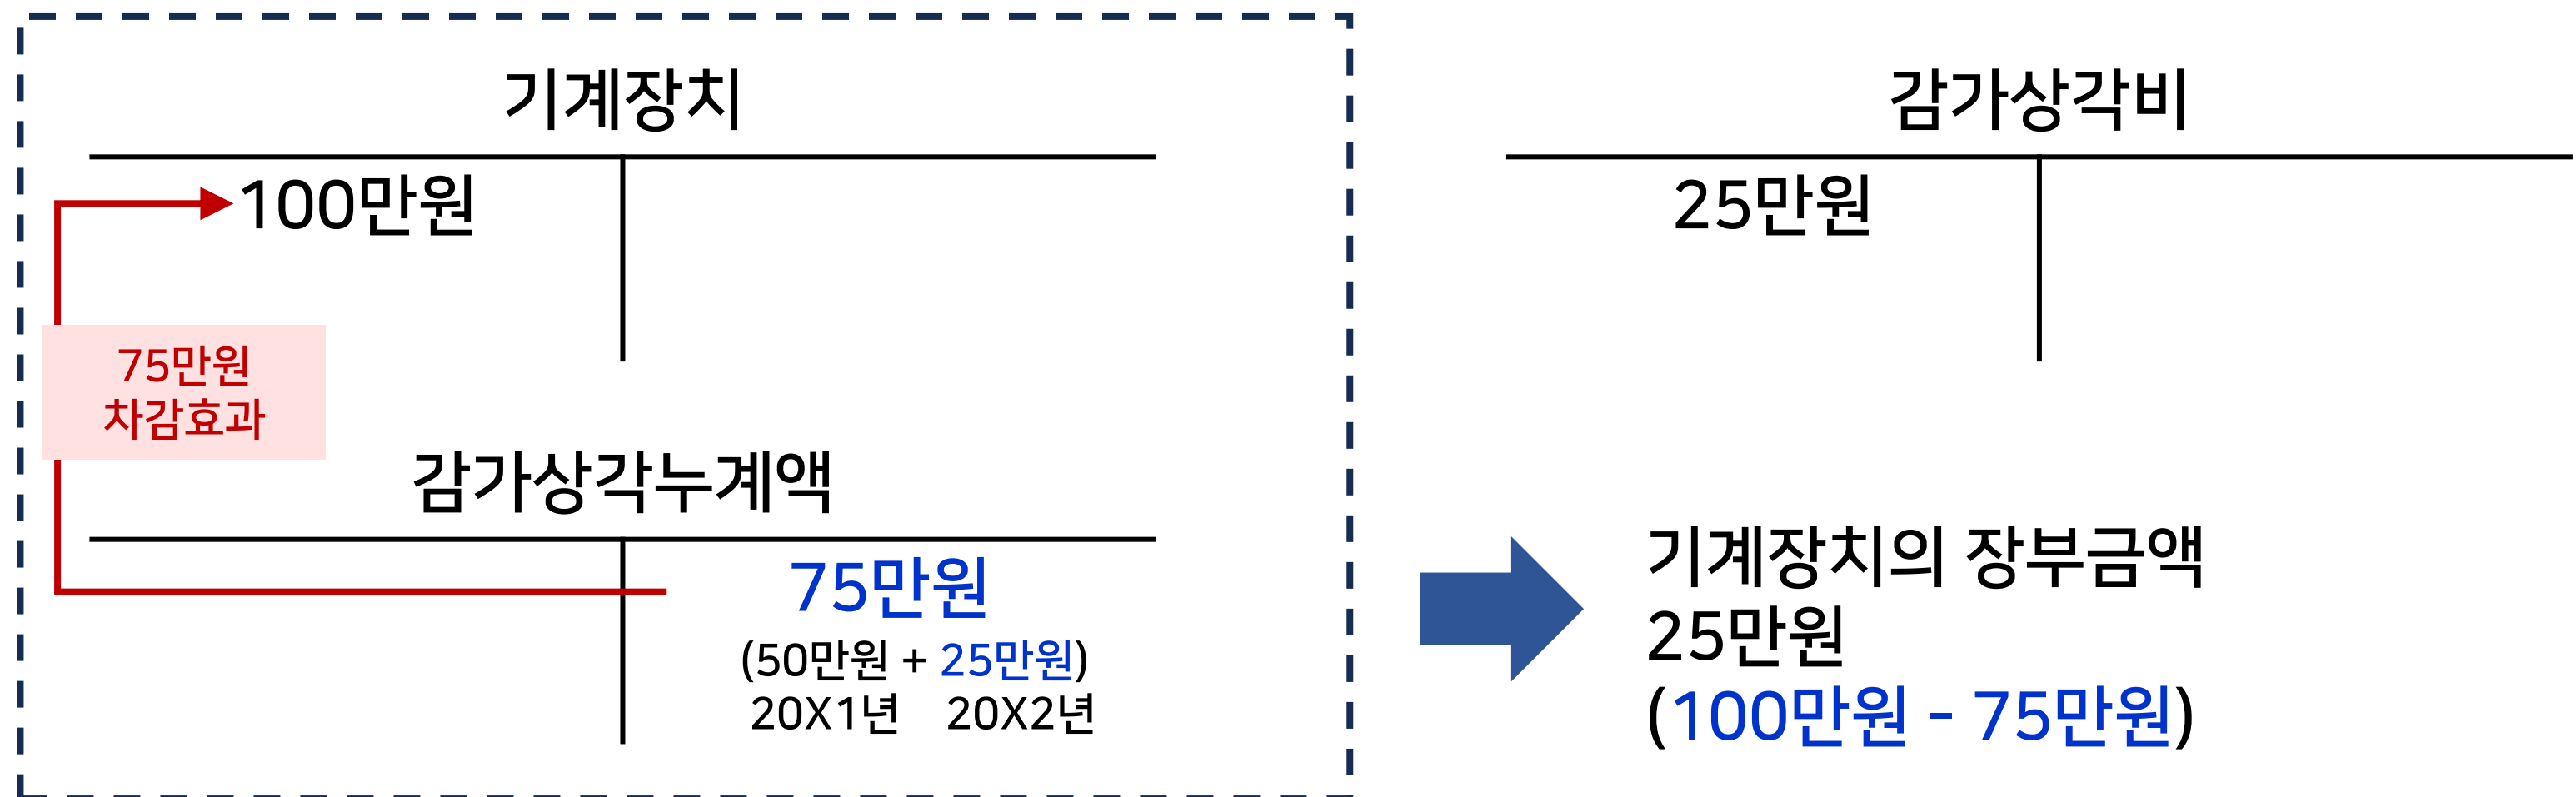 기계장치
100만원
75만원
차감효과
감가상각누계액
75만원
(50만원 + 25만원)
20X1년 20X2년
감가상각비
25만원
기계장치의 장부금액
25만원
(100만원 - 75만원)